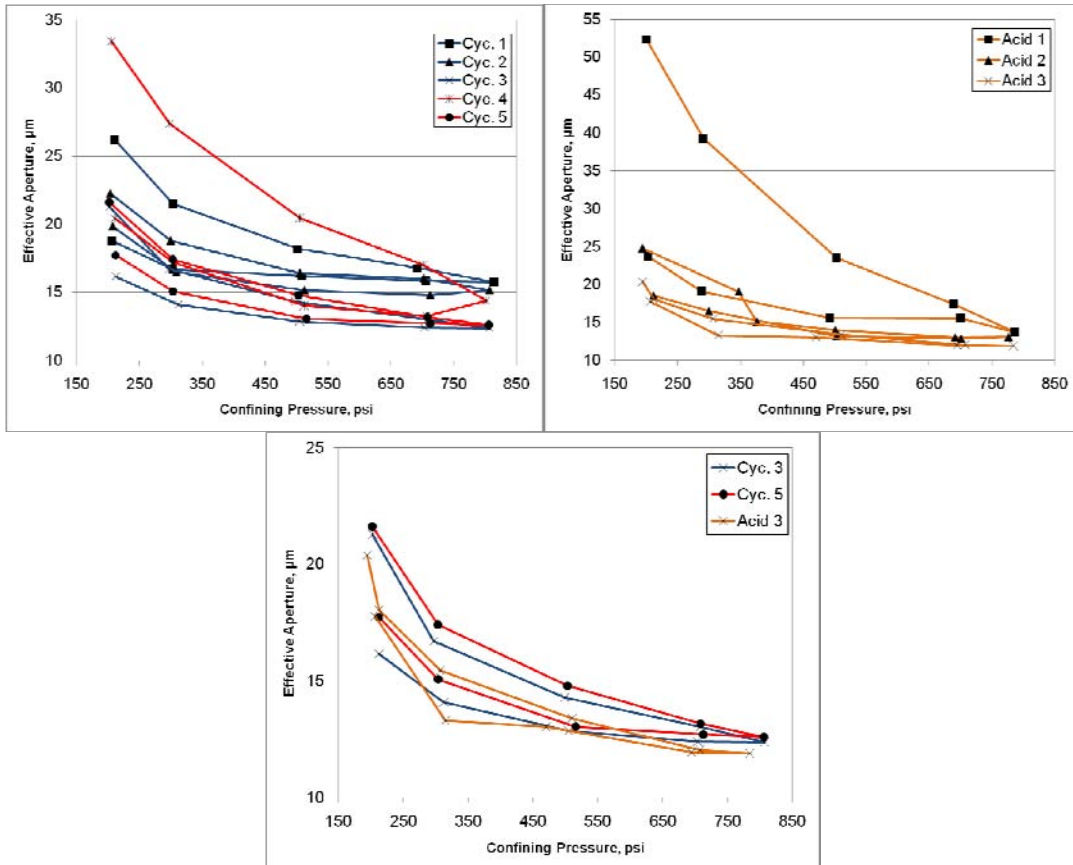 35
30
25
20
15
10
Effective Aperture, µm
150 250 350 450 550 650 750 850
Confining Pressure, psi
Cyc. 1
Cyc. 2
Cyc. 3
Cyc. 4
Cyc. 5
55
50
45
40
35
30
25
20
15
10
Effective Aperture, µm
150 250 350 450 550 650 750 850
Confining Pressure, psi
Acid 1
Acid 2
Acid 3
25
20
15
10
Effective Aperture, µm
150 250 350 450 550 650 750 850
Confining Pressure, psi
Cyc. 3
Cyc. 5
Acid 3